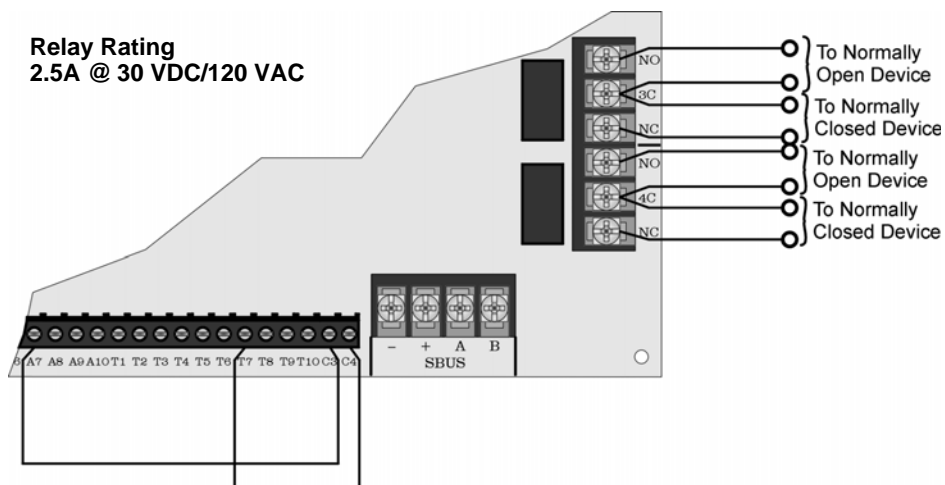 Relay Rating
2.5A @ 30 VDC/120 VAC
NO
3C
NC
NO
4C
NC
To Normally
Open Device
To Normally
Closed Device
To Normally
Open Device
To Normally
Closed Device
A7 A8 A9 A10 T1 T2 T3 T4 T5 T6 T7 T8 T9 T10 C3 C4
- + A B
SBUS